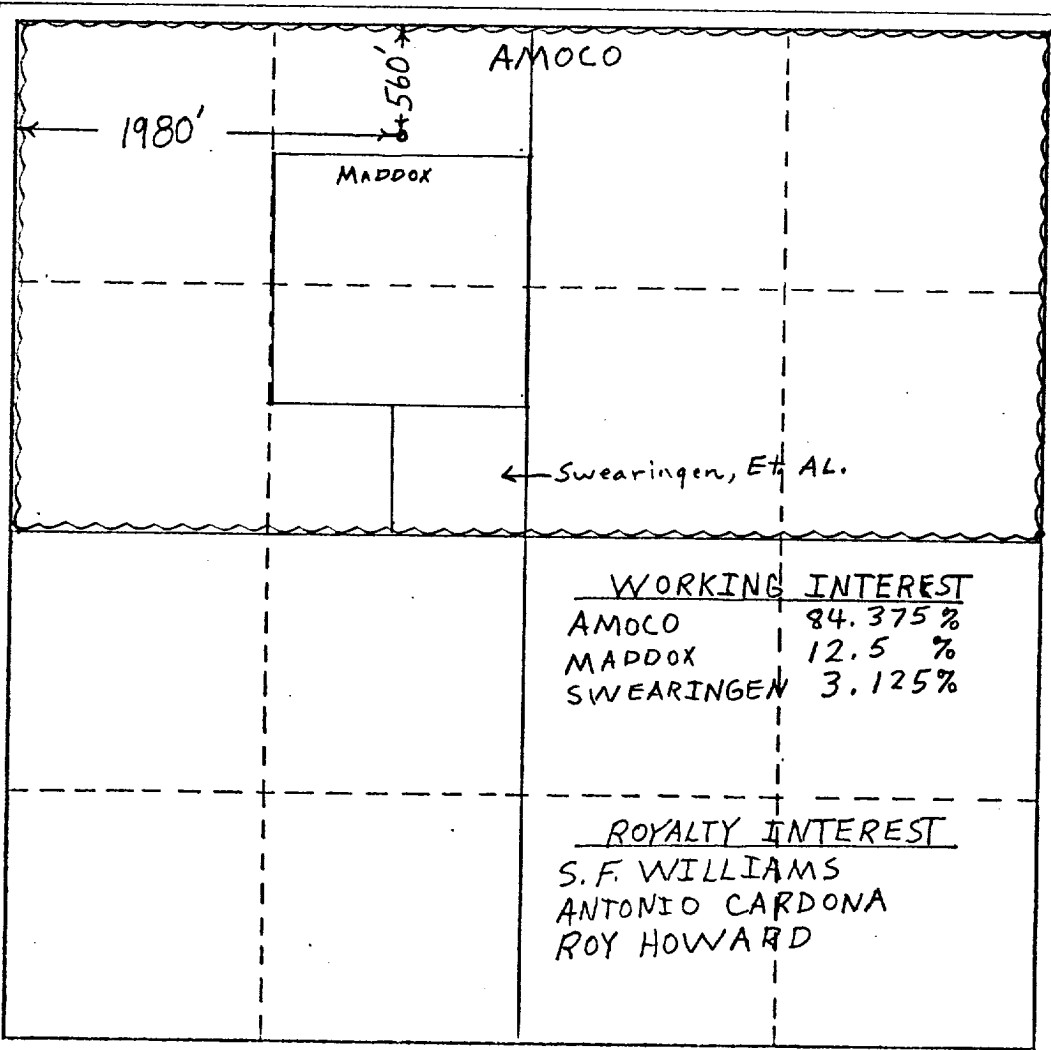 AMOCO
560'
1980'
MADDOX
Swearingen, Et AL.
WORKING INTEREST
AMOCO 84.375%
MADDOX 12.5 %
SWEARINGEN 3.125%
ROYALTY INTEREST
S.F. WILLIAMS
ANTONIO CARDONA
ROY HOWARD